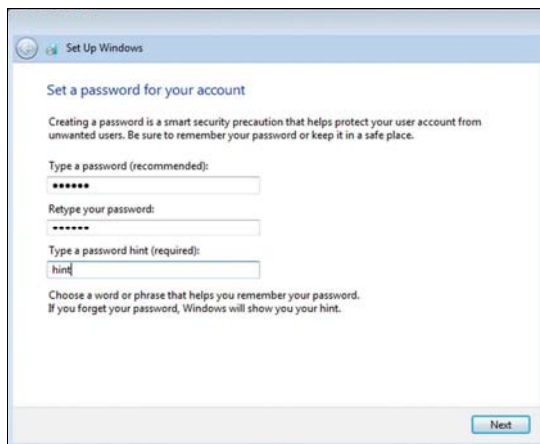 Set Up Windows
Set a password for your account
Creating a password is a smart security precaution that helps protect your user account from
unwanted users. Be sure to remember your password or keep it in a safe place.
Type a password (recommended):
••••••
Retype your password:
••••••
Type a password hint (required):
hint
Choose a word or phrase that helps you remember your password.
If you forget your password, Windows will show you your hint.
Next